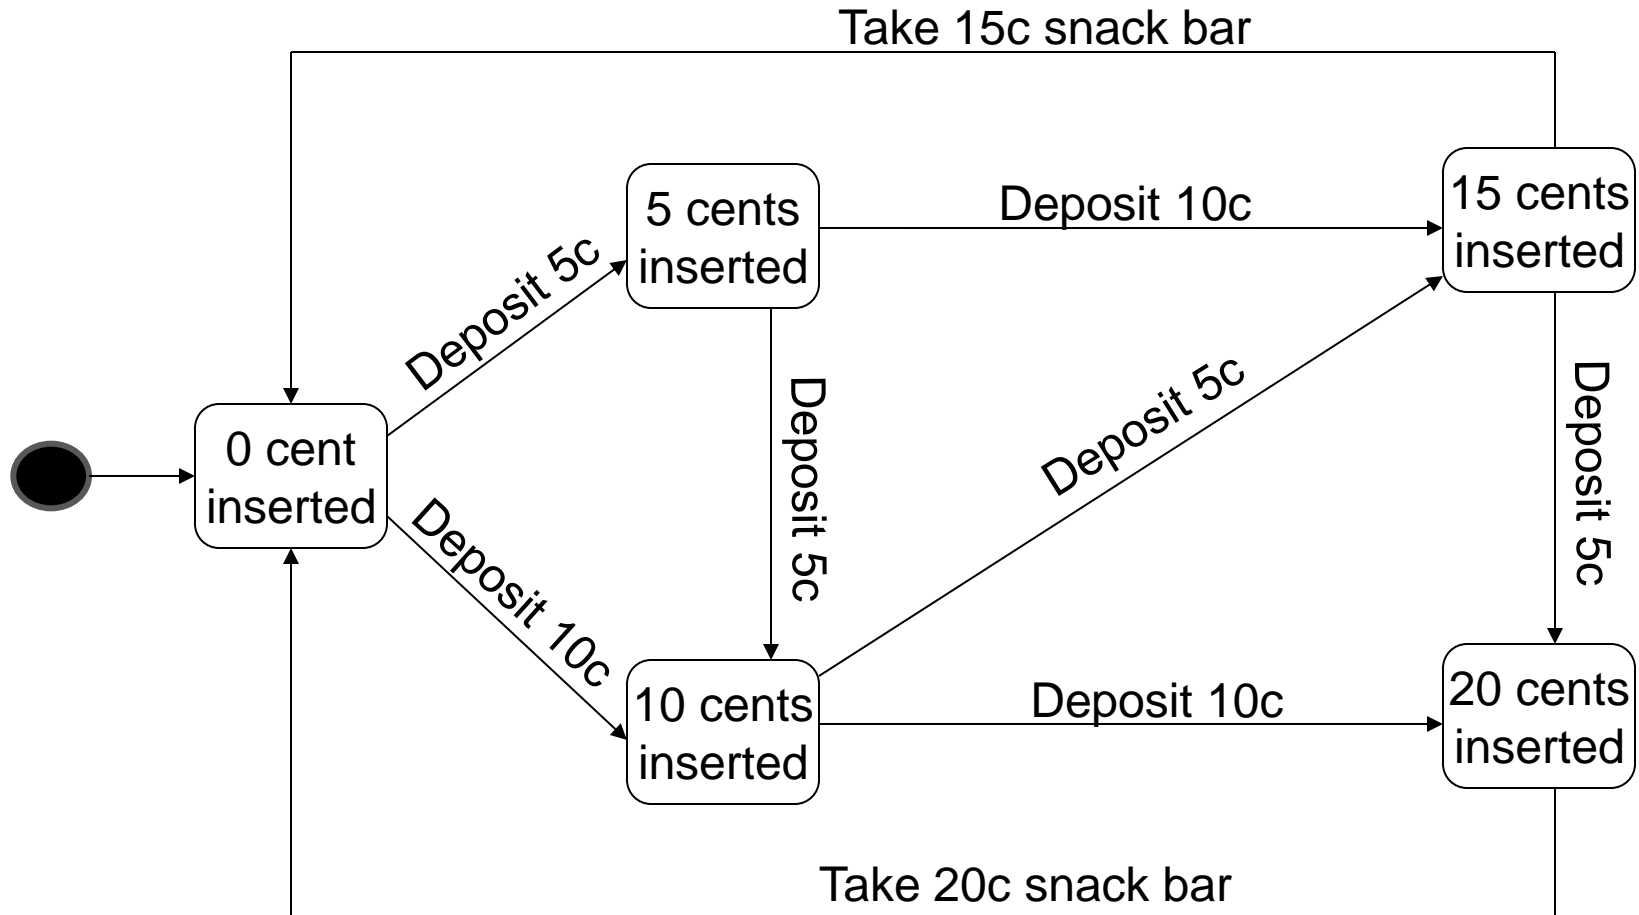 Take 15c snack bar
5 cents
inserted
Deposit 10c
15 cents
inserted
Deposit 5c
Deposit 5c
Deposit 5c
Deposit 5c
0 cent
inserted
Deposit 10c
10 cents
inserted
Deposit 10c
20 cents
inserted
Take 20c snack bar